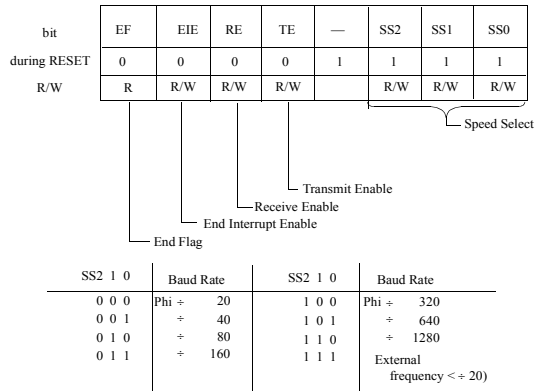 bit EF EIE RE TE — SS2 SS1 SS0
during RESET 0 0 0 0 1 1 1 1
R/W R R/W R/W R/W R/W R/W R/W
Speed Select
Transmit Enable
Receive Enable
End Interrupt Enable
End Flag
SS2 1 0 Baud Rate SS2 1 0 Baud Rate
0 0 0 Phi ÷ 20 1 0 0 Phi ÷ 320
0 0 1 ÷ 40 1 0 1 ÷ 640
0 1 0 ÷ 80 1 1 0 ÷ 1280
0 1 1 ÷ 160 1 1 1 External
frequency < ÷ 20)